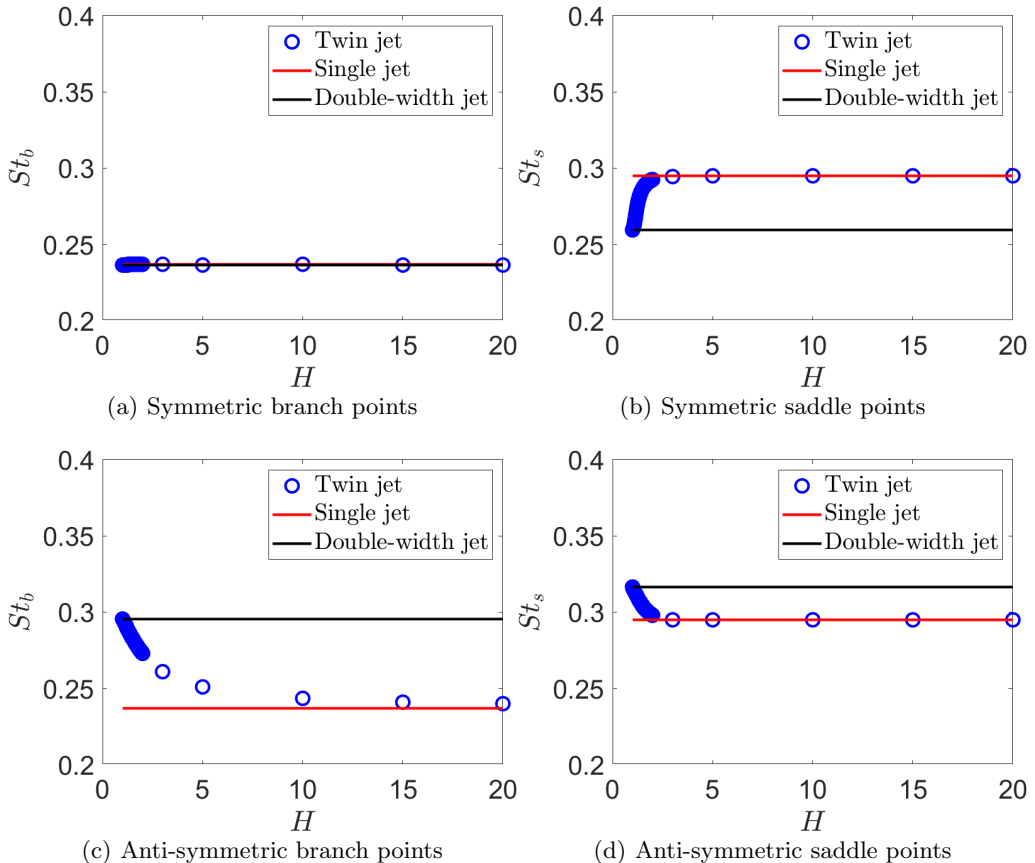 0.4
0.35
0.3
0.25
0.2
St_b
Twin jet
Single jet
Double-width jet
0 5 10 15 20
H
(a) Symmetric branch points
0.4
0.35
0.3
0.25
0.2
St_s
Twin jet
Single jet
Double-width jet
0 5 10 15 20
H
(b) Symmetric saddle points
0.4
0.35
0.3
0.25
0.2
St_b
Twin jet
Single jet
Double-width jet
0 5 10 15 20
H
(c) Anti-symmetric branch points
0.4
0.35
0.3
0.25
0.2
St_s
Twin jet
Single jet
Double-width jet
0 5 10 15 20
H
(d) Anti-symmetric saddle points